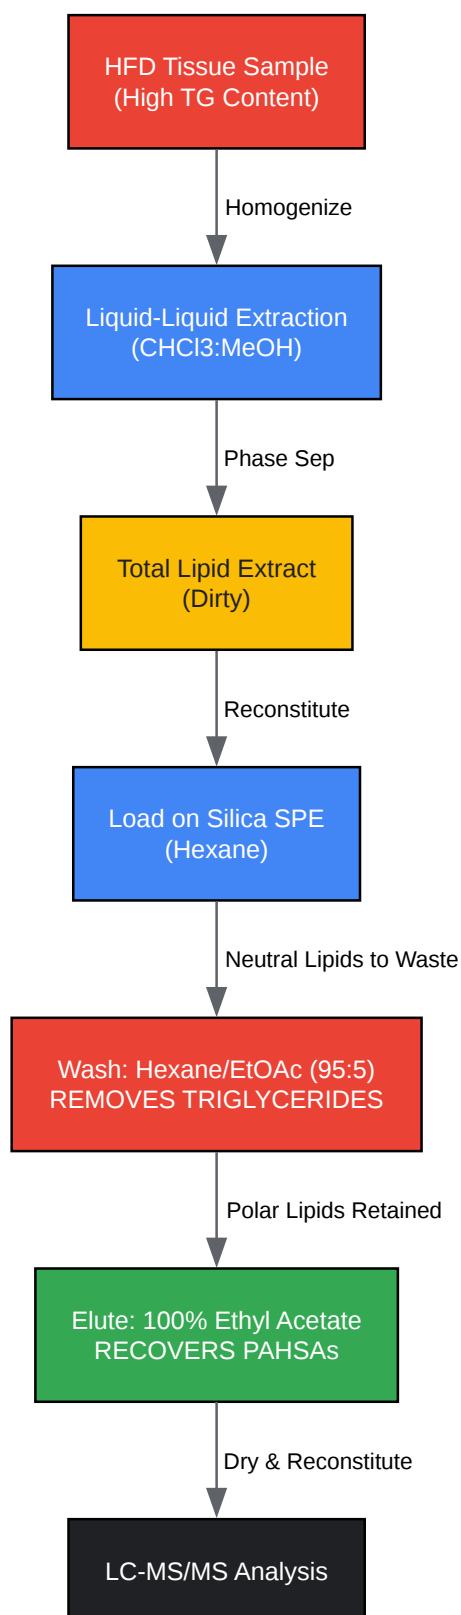 HFD Tissue Sample
(High TG Content)
Homogenize
Liquid-Liquid Extraction
(CHCl3:MeOH)
Phase Sep
Total Lipid Extract
(Dirty)
Reconstitute
Load on Silica SPE
(Hexane)
Neutral Lipids to Waste
Wash: Hexane/EtOAc (95:5)
REMOVES TRIGLYCERIDES
Polar Lipids Retained
Elute: 100% Ethyl Acetate
RECOVERS PAHSAs
Dry & Reconstitute
LC-MS/MS Analysis